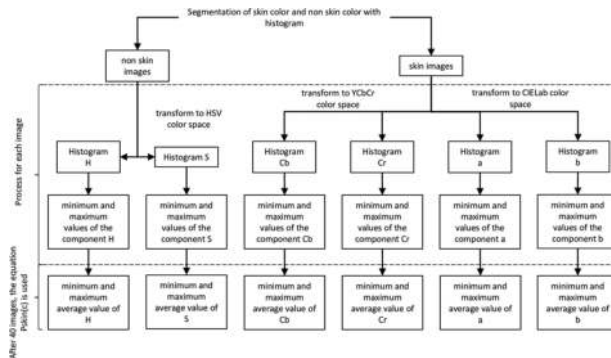 Segmentation of skin color and non skin color with
histogram
non skin
images
skin images
transform to HSV
color space
transform to YCbCr
color space
transform to CIELab color
space
Process for each image
Histogram
H
Histogram S
Histogram
Cb
Histogram
Cr
Histogram
a
Histogram
b
minimum and
maximum
values of the
component H
minimum and
maximum
values of the
component S
minimum and
maximum
values of the
component Cb
minimum and
maximum
values of the
component Cr
minimum and
maximum
values of the
component a
minimum and
maximum
values of the
component b
After 40 images, the equation
Pskin(c) is used
minimum and
maximum
average value of
H
minimum and
maximum
average value of
S
minimum and
maximum
average value of
Cb
minimum and
maximum
average value of
Cr
minimum and
maximum
average value of
a
minimum and
maximum
average value of
b